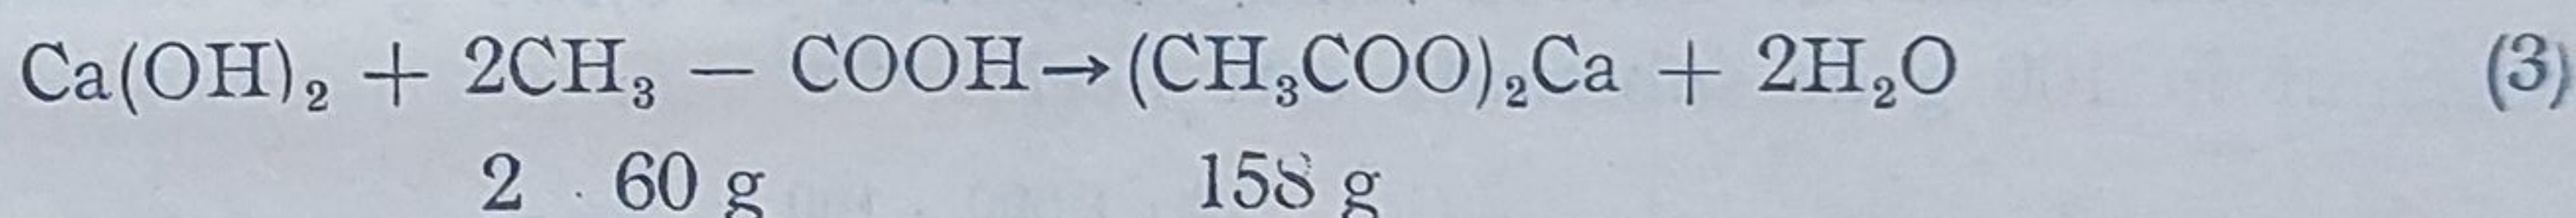 Ca(OH)₂ + 2CH₃ − COOH→(CH₃COO)₂Ca + 2H₂O (3)
2 · 60 g 158 g